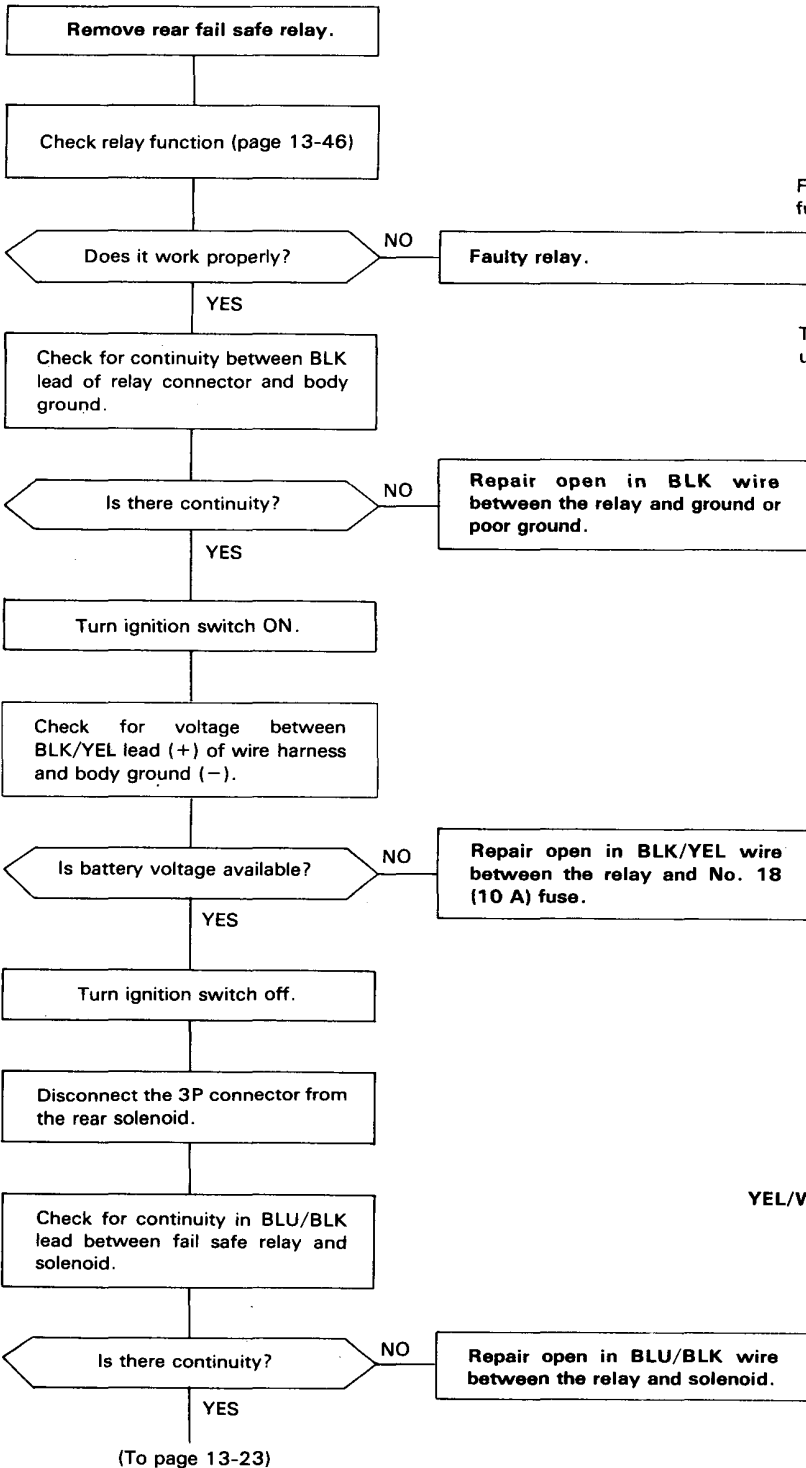 Remove rear fail safe relay.
Check relay function (page 13-46)
F
fu
Does it work properly?
NO
Faulty relay.
YES
T
u
Check for continuity between BLK
lead of relay connector and body
ground.
Is there continuity?
NO
Repair open in BLK wire
between the relay and ground or
poor ground.
YES
Turn ignition switch ON.
Check for voltage between
BLK/YEL lead (+) of wire harness
and body ground (−).
Is battery voltage available?
NO
Repair open in BLK/YEL wire
between the relay and No. 18
(10 A) fuse.
YES
Turn ignition switch off.
Disconnect the 3P connector from
the rear solenoid.
YEL/W
Check for continuity in BLU/BLK
lead between fail safe relay and
solenoid.
Is there continuity?
NO
Repair open in BLU/BLK wire
between the relay and solenoid.
YES
(To page 13-23)